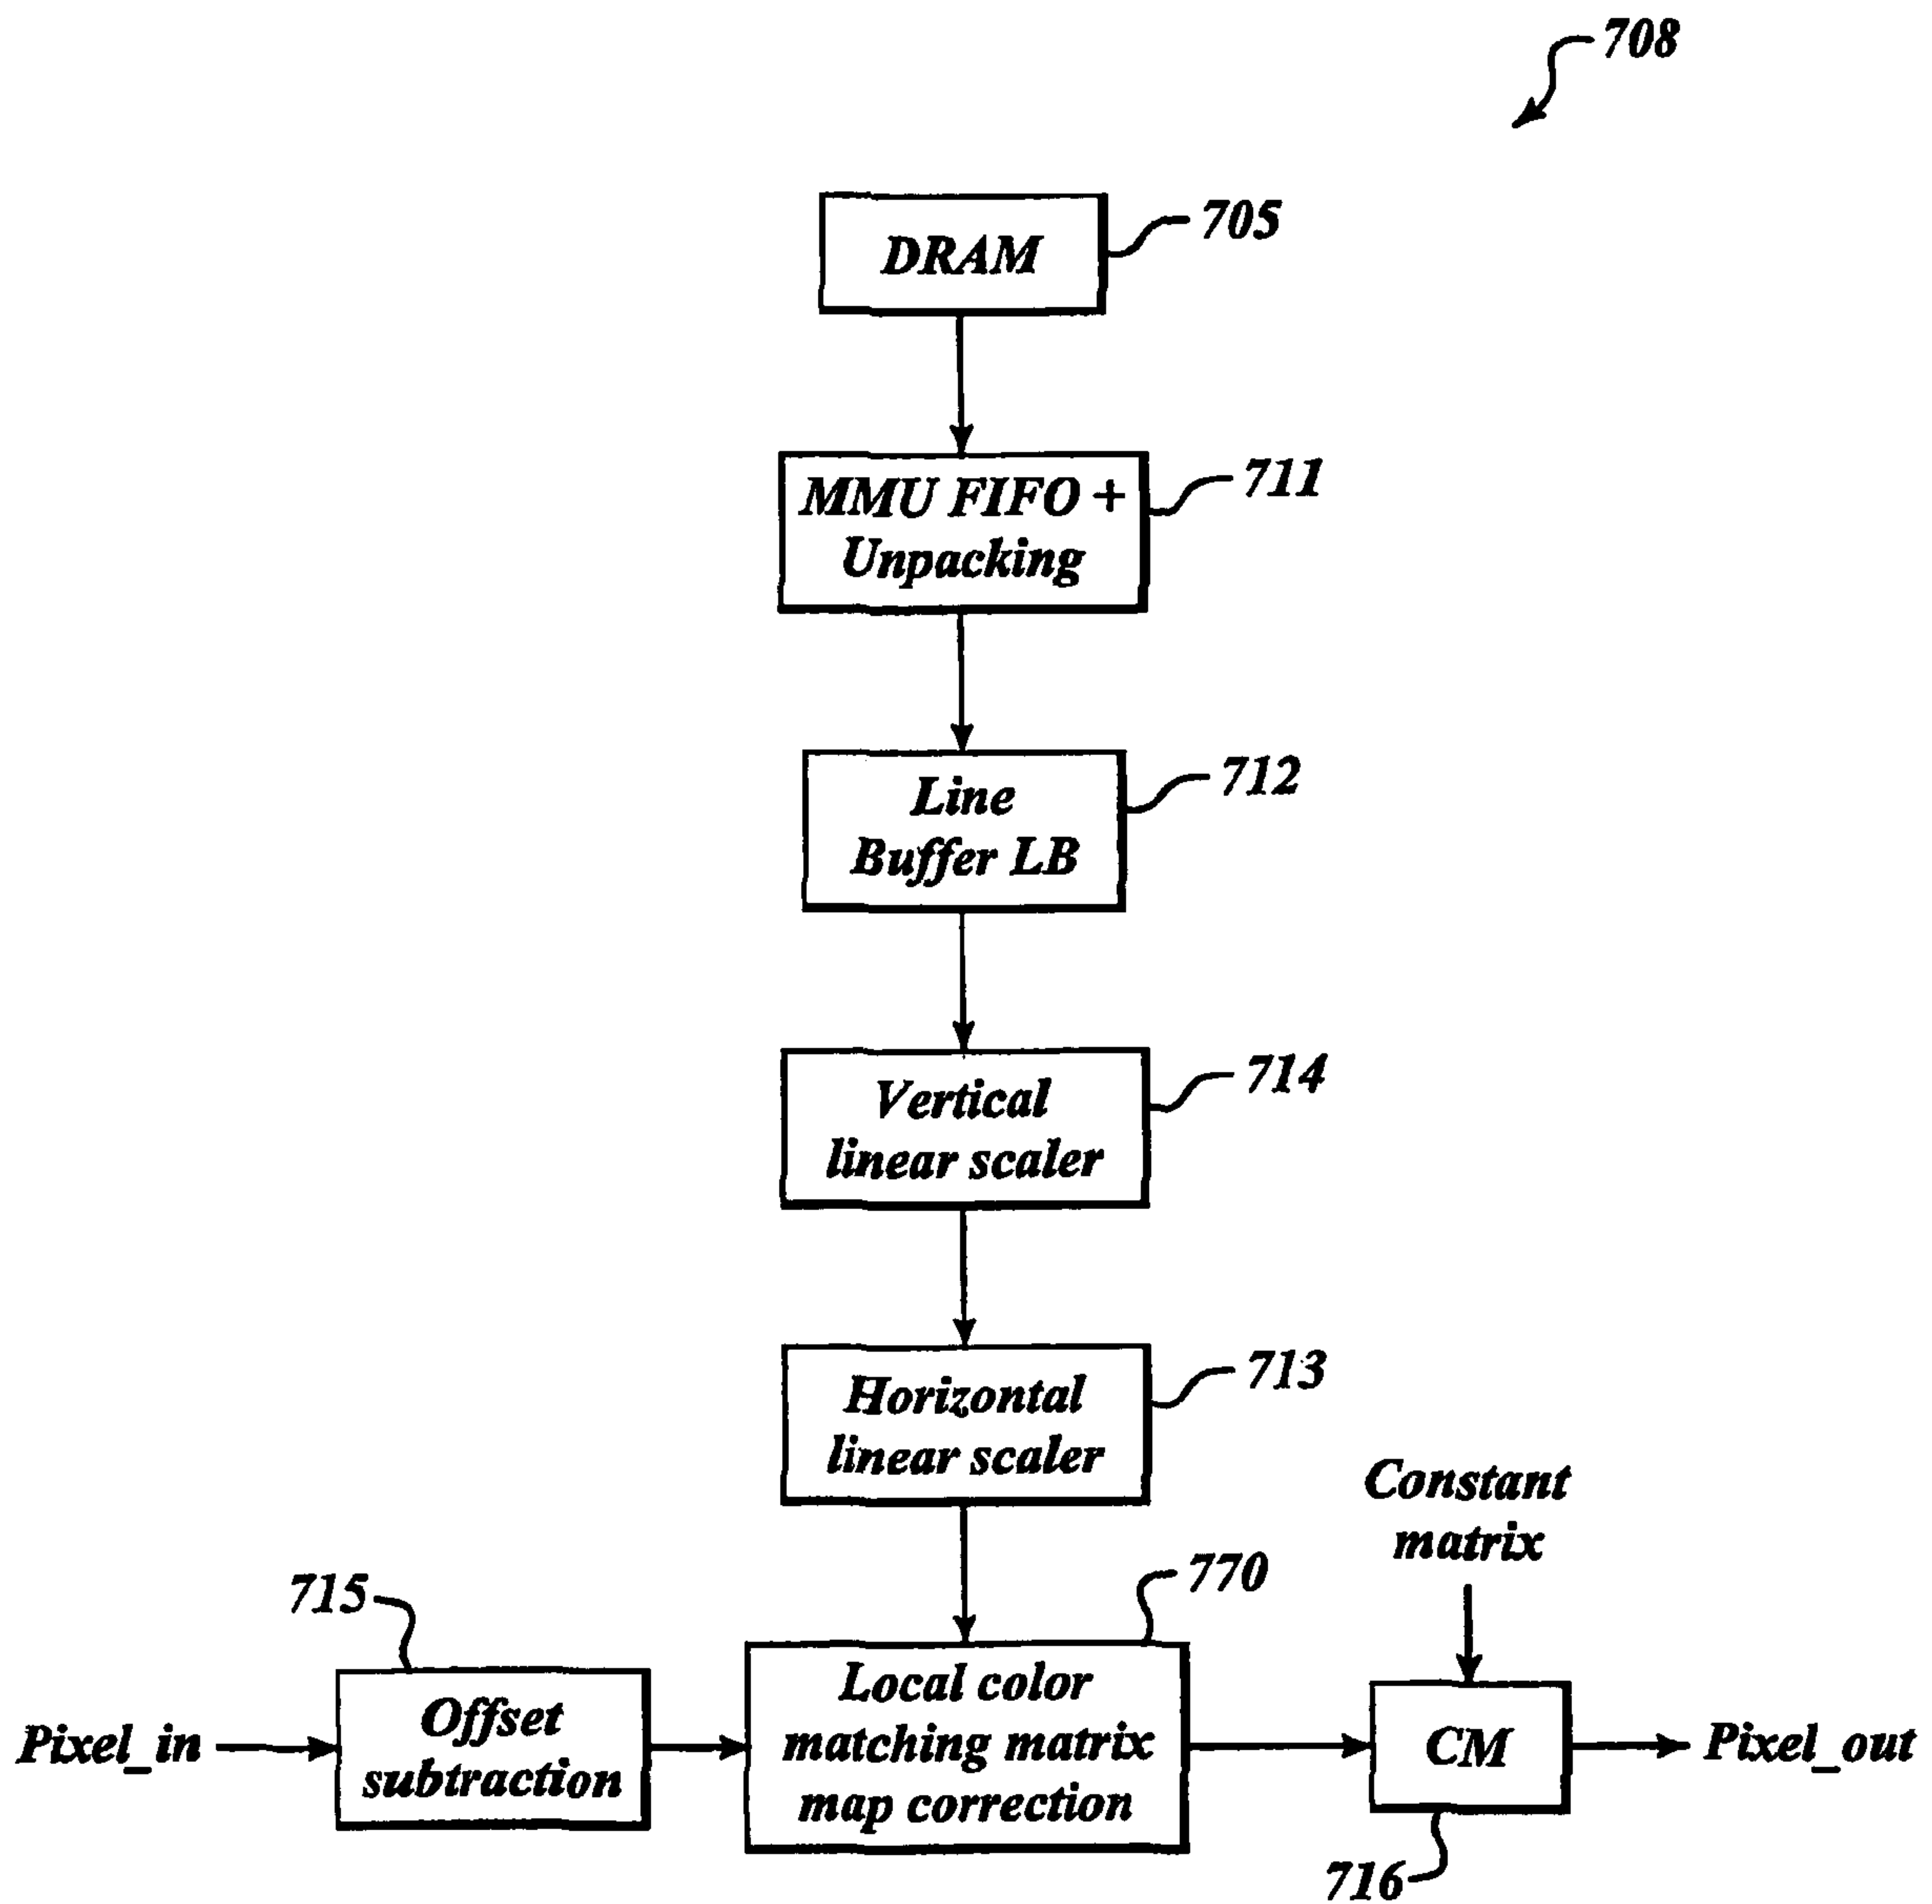 708
DRAM
705
MMU FIFO +
Unpacking
711
Line
Buffer LB
712
Vertical
linear scaler
714
Horizontal
linear scaler
713
Constant
matrix
715
770
Pixel_in
Offset
subtraction
Local color
matching matrix
map correction
CM
Pixel_out
716